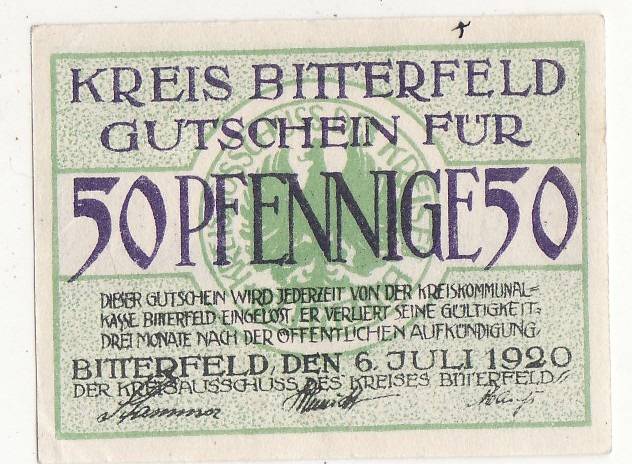 KREIS BITTERFELD
GUTSCHEIN FÜR
50 PFENNIGE 50
DIESER GUTSCHEIN WIRD JEDERZEIT VON DER KREISKOMMUNAL=
KASSE BITTERFELD EINGELÖST, ER VERLIERT SEINE GÜLTIGKEIT
DREI MONATE NACH DER ÖFFENTLICHEN AUFKÜNDIGUNG.
BITTERFELD, DEN 6. JULI 1920
DER KREISAUSSCHUSS DES KREISES BITTERFELD